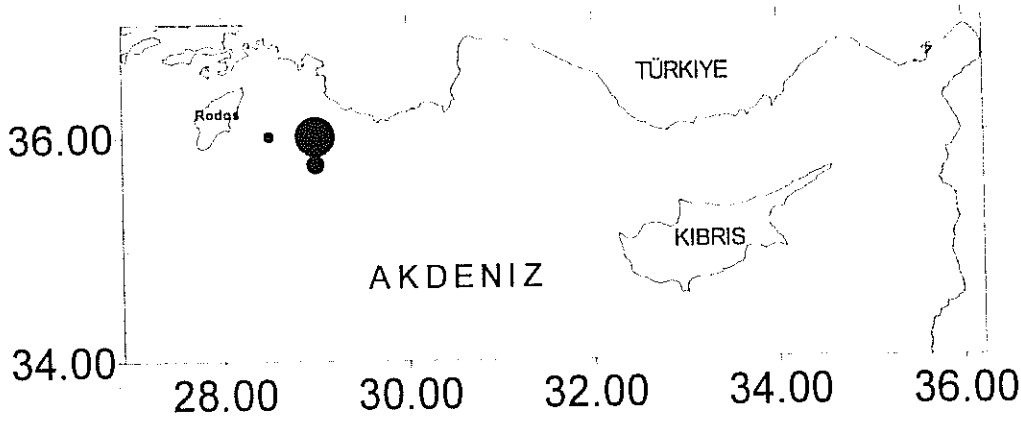 TÜRKIYE
Rodos
36.00
KIBRIS
AKDENIZ
34.00
28.00 30.00 32.00 34.00 36.00